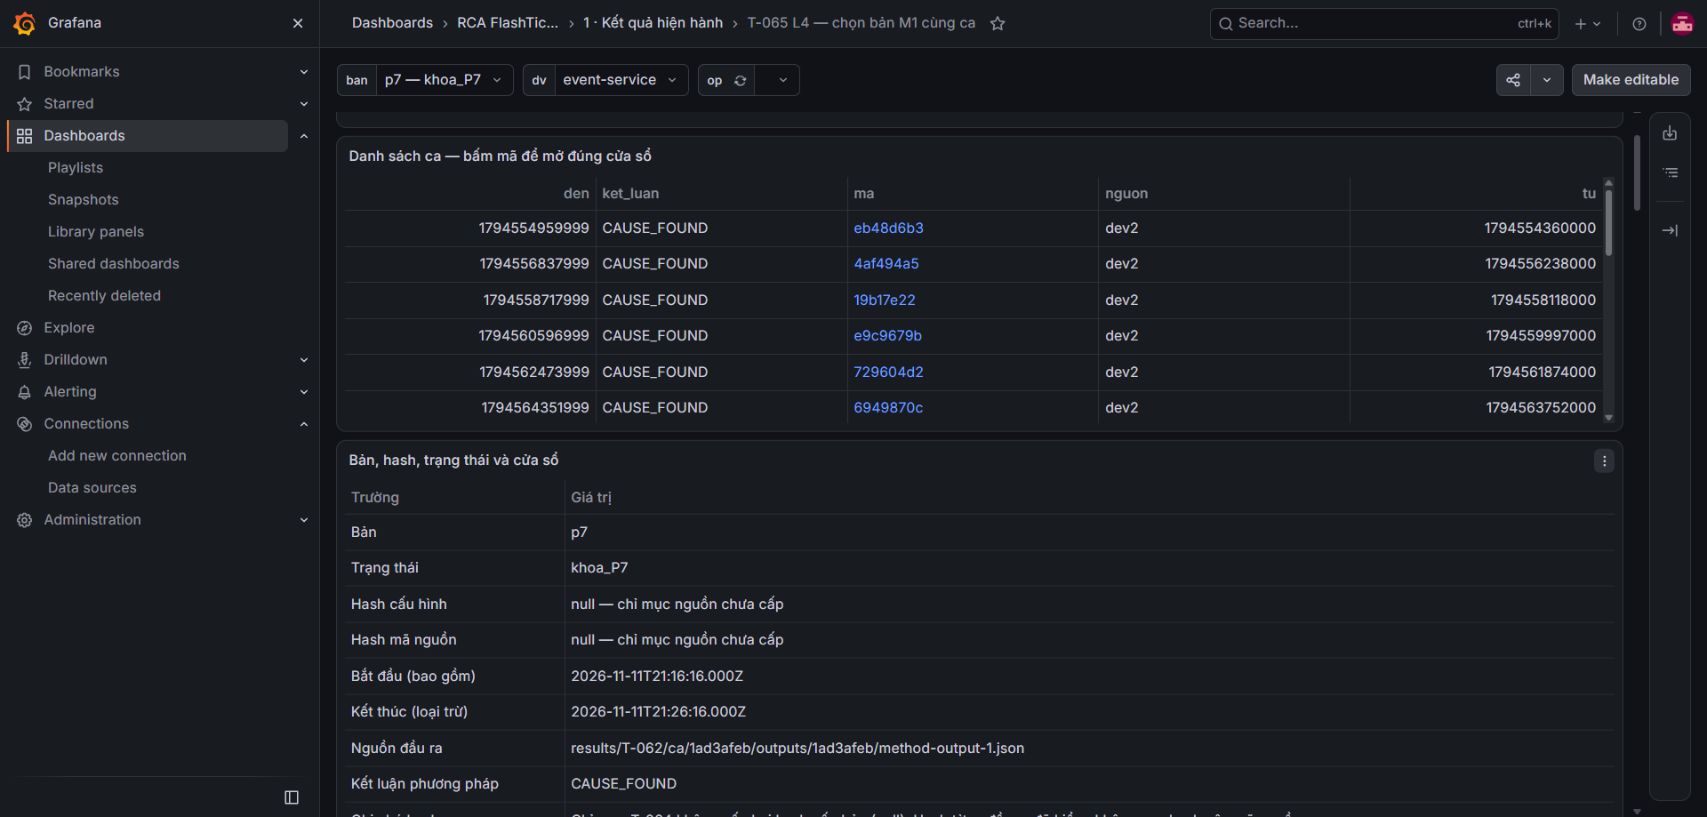 Grafana
Dashboards › RCA FlashTic... › 1 · Kết quả hiện hành › T-065 L4 — chọn bản M1 cùng ca
Search... ctrl+k
Bookmarks
Starred
Dashboards
Playlists
Snapshots
Library panels
Shared dashboards
Recently deleted
Explore
Drilldown
Alerting
Connections
Add new connection
Data sources
Administration
ban p7 — khoa_P7 dv event-service op
Make editable
Danh sách ca — bấm mã để mở đúng cửa sổ
den ket_luan ma nguon tu
1794554959999 CAUSE_FOUND eb48d6b3 dev2 1794554360000
1794556837999 CAUSE_FOUND 4af494a5 dev2 1794556238000
1794558717999 CAUSE_FOUND 19b17e22 dev2 1794558118000
1794560596999 CAUSE_FOUND e9c9679b dev2 1794559997000
1794562473999 CAUSE_FOUND 729604d2 dev2 1794561874000
1794564351999 CAUSE_FOUND 6949870c dev2 1794563752000
Bản, hash, trạng thái và cửa sổ
Trường Giá trị
Bản p7
Trạng thái khoa_P7
Hash cấu hình null — chỉ mục nguồn chưa cấp
Hash mã nguồn null — chỉ mục nguồn chưa cấp
Bắt đầu (bao gồm) 2026-11-11T21:16:16.000Z
Kết thúc (loại trừ) 2026-11-11T21:26:16.000Z
Nguồn đầu ra results/T-062/ca/1ad3afeb/outputs/1ad3afeb/method-output-1.json
Kết luận phương pháp CAUSE_FOUND